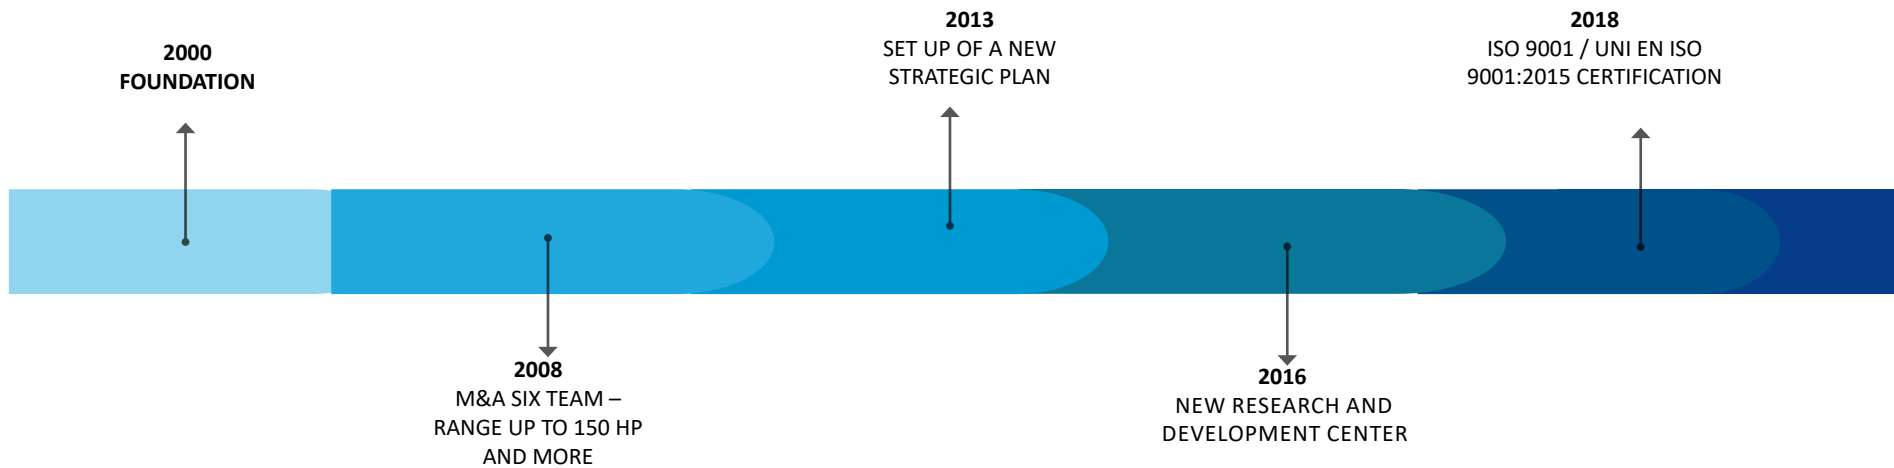 2000
FOUNDATION
2008
M&A SIX TEAM –
RANGE UP TO 150 HP
AND MORE
2013
SET UP OF A NEW
STRATEGIC PLAN
2016
NEW RESEARCH AND
DEVELOPMENT CENTER
2018
ISO 9001 / UNI EN ISO
9001:2015 CERTIFICATION